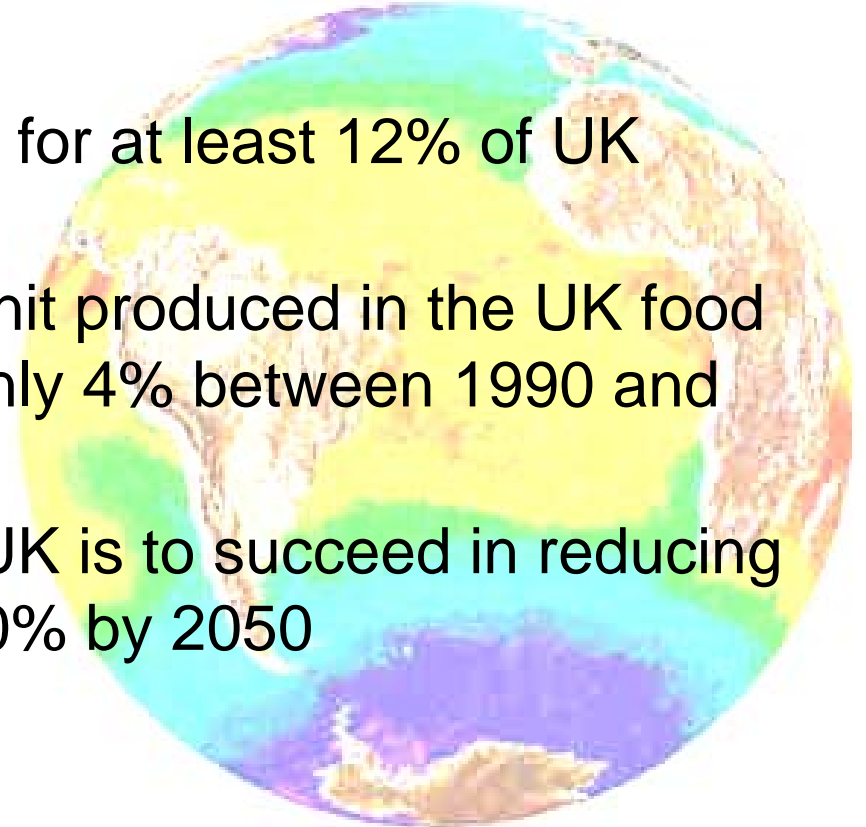 for at least 12% of UK
nit produced in the UK food
nly 4% between 1990 and
UK is to succeed in reducing
0% by 2050